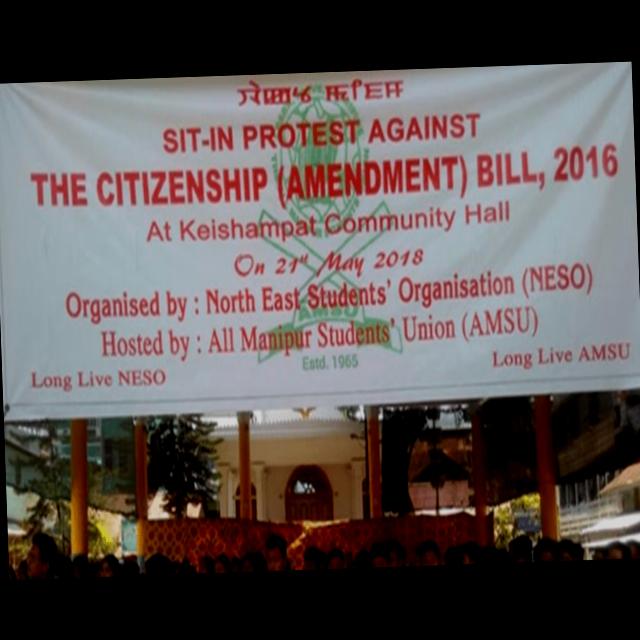 SIT-IN PROTEST AGAINST
THE CITIZENSHIP (AMENDMENT) BILL, 2016
At Keishampat Community Hall
On 21st May 2018
Organised by : North East Students' Organisation (NESO)
Hosted by : All Manipur Students' Union (AMSU)
AMSU
Estd. 1965
Long Live NESO
Long Live AMSU